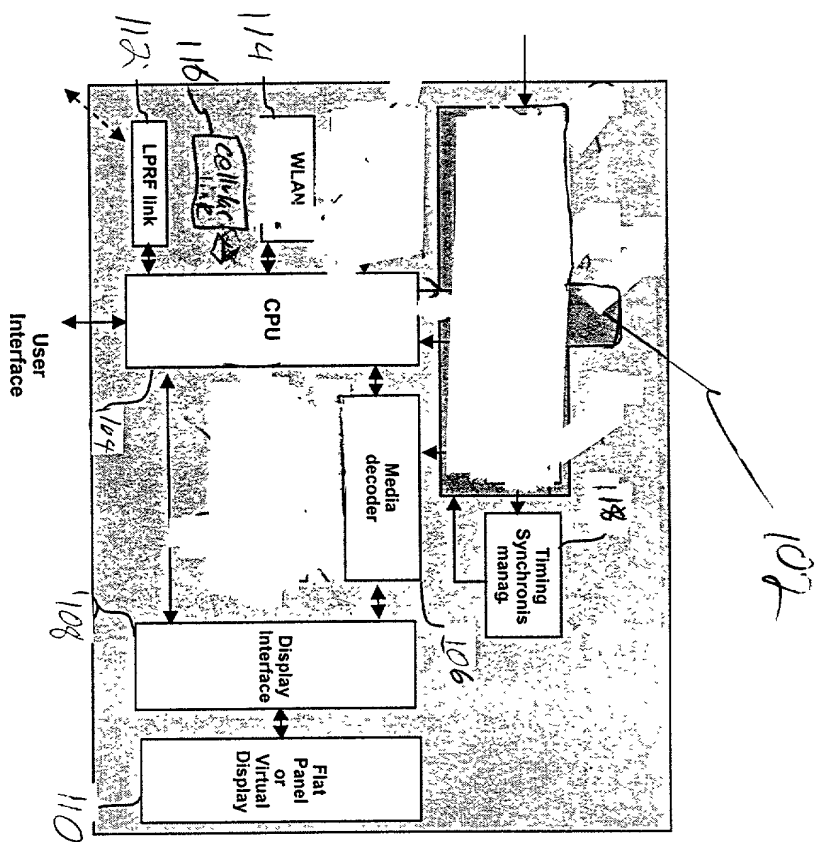 102
118
Timing
Synchronis
manag.
114
116
112
WLAN
cellular
link
LPRF link
CPU
104
Media
decoder
106
Display
Interface
108
Flat
Panel
or
Virtual
Display
110
User
Interface